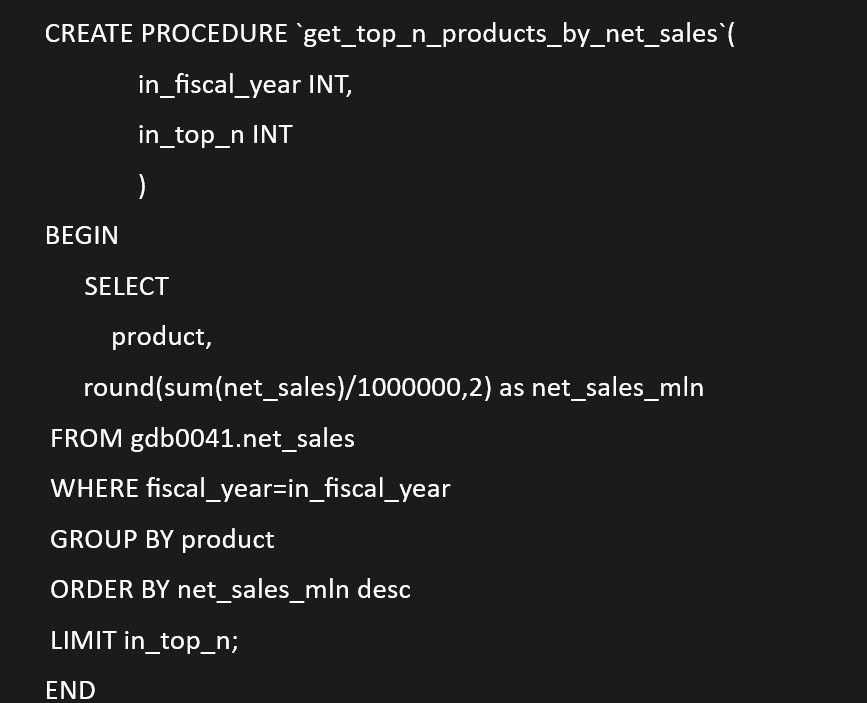 CREATE PROCEDURE `get_top_n_products_by_net_sales`(
in_fiscal_year INT,
in_top_n INT
)
BEGIN
SELECT
product,
round(sum(net_sales)/1000000,2) as net_sales_mln
FROM gdb0041.net_sales
WHERE fiscal_year=in_fiscal_year
GROUP BY product
ORDER BY net_sales_mln desc
LIMIT in_top_n;
END